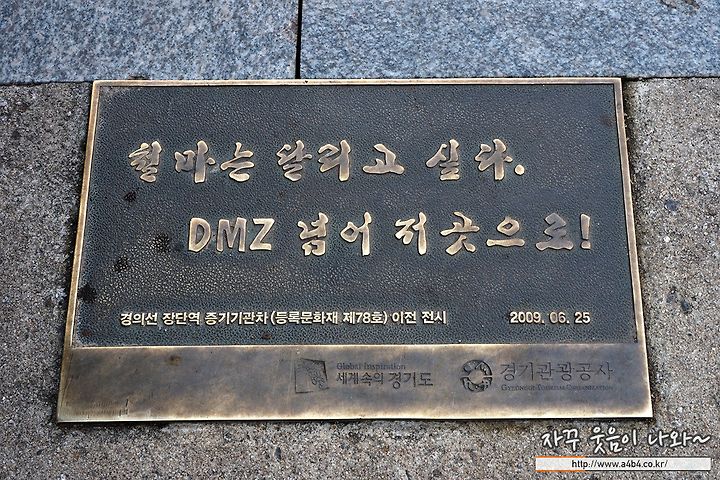 철마는 달리고 싶다.
DMZ 넘어 저 곳으로!
경의선 장단역 증기기관차 (등록문화재 제78호) 이전 전시 2009. 06. 25
Global Inspiration
세계속의 경기도
경기관광공사
GYEONGGI TOURISM ORGANIZATION
자꾸 웃음이 나와~
http://www.a4b4.co.kr/